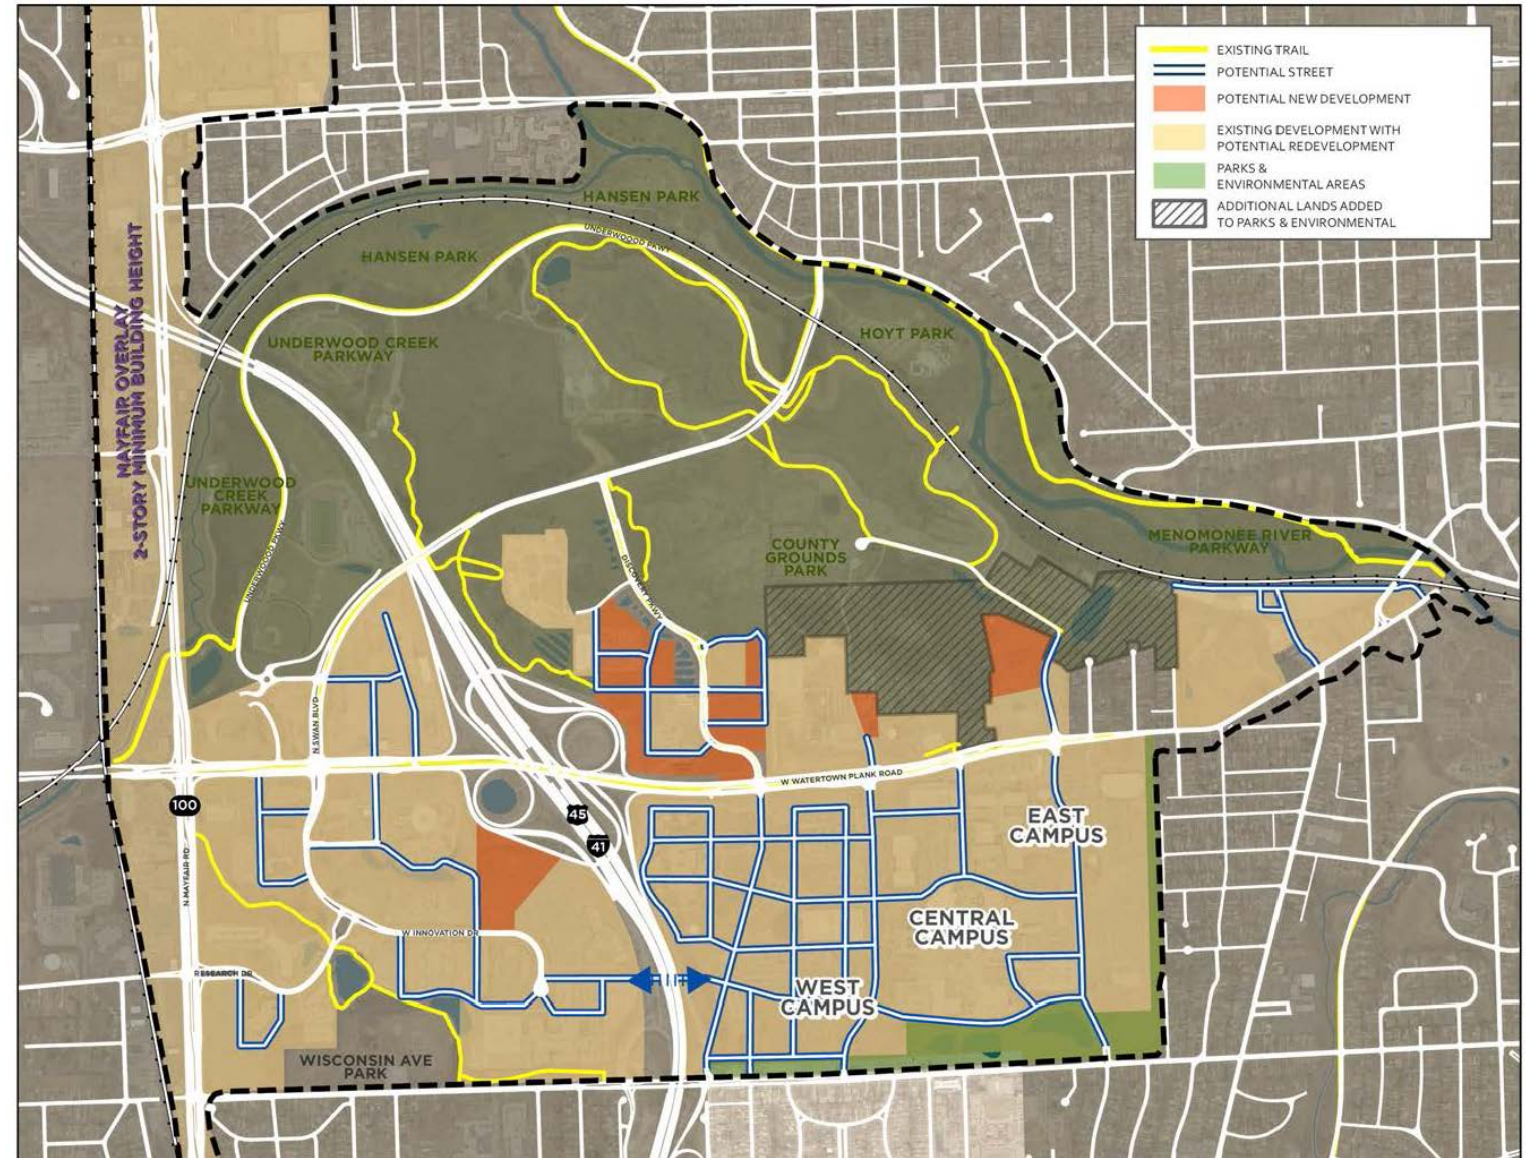 EXISTING TRAIL
POTENTIAL STREET
POTENTIAL NEW DEVELOPMENT
EXISTING DEVELOPMENT WITH
POTENTIAL REDEVELOPMENT
PARKS &
ENVIRONMENTAL AREAS
ADDITIONAL LANDS ADDED
TO PARKS & ENVIRONMENTAL
HANSEN PARK
UNDERWOOD PKWY
HANSEN PARK
MAYFAIR OVERLAY
2-STORY MINIMUM BUILDING HEIGHT
UNDERWOOD CREEK
PARKWAY
HOYT PARK
UNDERWOOD
CREEK
PARKWAY
UNDERWOOD PKWY
COUNTY
GROUNDS
PARK
MENOMONEE RIVER
PARKWAY
DISCOVERY PKWY
N SWAN BLVD
W WATERTOWN PLANK ROAD
100
45
41
EAST
CAMPUS
N MAYFAIR RD
CENTRAL
CAMPUS
W INNOVATION DR
RESEARCH DR
WEST
CAMPUS
WISCONSIN AVE
PARK